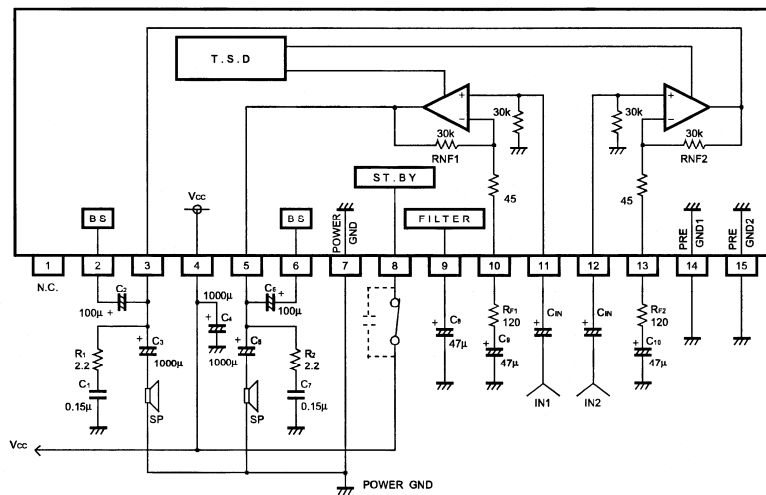 T.S.D
30k
30k
30k
RNF1
30k
RNF2
ST.BY
45
45
Vcc
BS
BS
POWER
GND
FILTER
PRE
GND1
PRE
GND2
1
2
3
4
5
6
7
8
9
10
11
12
13
14
15
N.C.
C2
100μ
1000μ
C4
100μ
RF1
120
CIN
CIN
RF2
120
R1
2.2
C3
1000μ
1000μ
R2
2.2
C7
0.15μ
47μ
C9
47μ
C10
47μ
C1
0.15μ
SP
SP
IN1
IN2
Vcc
POWER GND